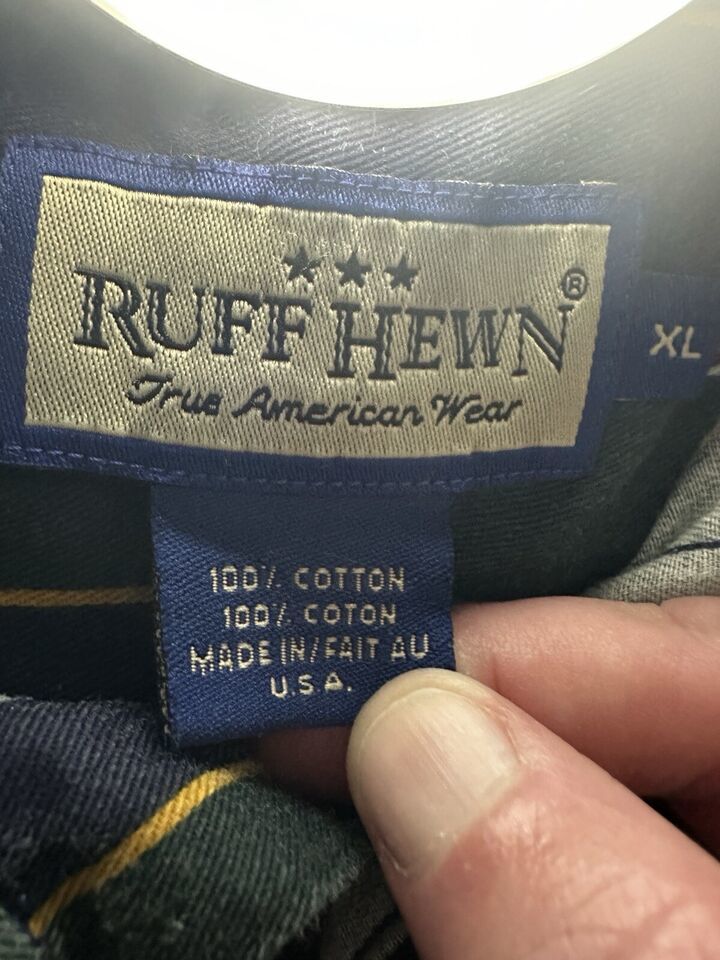 RUFF HEWN®
True American Wear
XL
100% COTTON
100% COTON
MADE IN/FAIT AU
U.S.A.